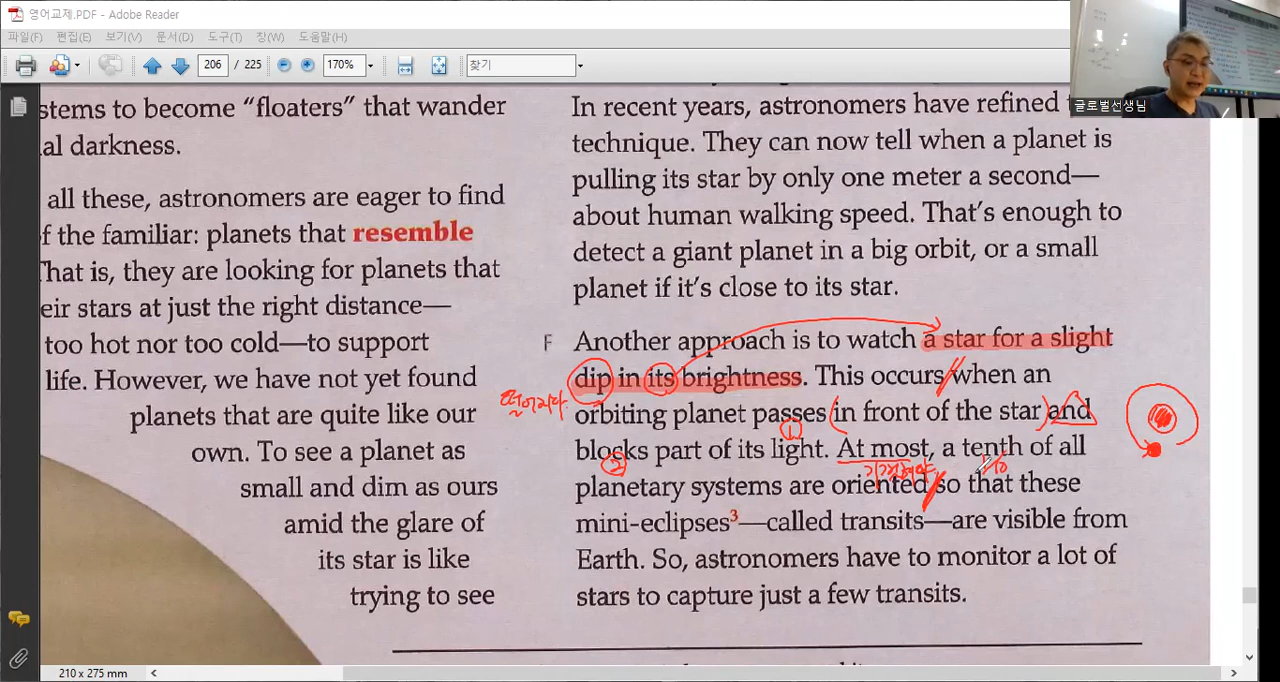 영어교제.PDF - Adobe Reader
파일(F) 편집(E) 보기(V) 문서(D) 도구(T) 창(W) 도움말(H)
206 / 225 170% 찾기
글로벌선생님
stems to become “floaters” that wander
al darkness.
all these, astronomers are eager to find
f the familiar: planets that resemble
That is, they are looking for planets that
eir stars at just the right distance—
too hot nor too cold—to support
life. However, we have not yet found
planets that are quite like our
own. To see a planet as
small and dim as ours
amid the glare of
its star is like
trying to see
In recent years, astronomers have refined
technique. They can now tell when a planet is
pulling its star by only one meter a second—
about human walking speed. That’s enough to
detect a giant planet in a big orbit, or a small
planet if it’s close to its star.
F Another approach is to watch a star for a slight
dip in its brightness. This occurs when an
orbiting planet passes (in front of the star) and
①
blocks part of its light. At most, a tenth of all
② 1/10
planetary systems are oriented so that these
mini-eclipses³—called transits—are visible from
Earth. So, astronomers have to monitor a lot of
stars to capture just a few transits.
210 x 275 mm